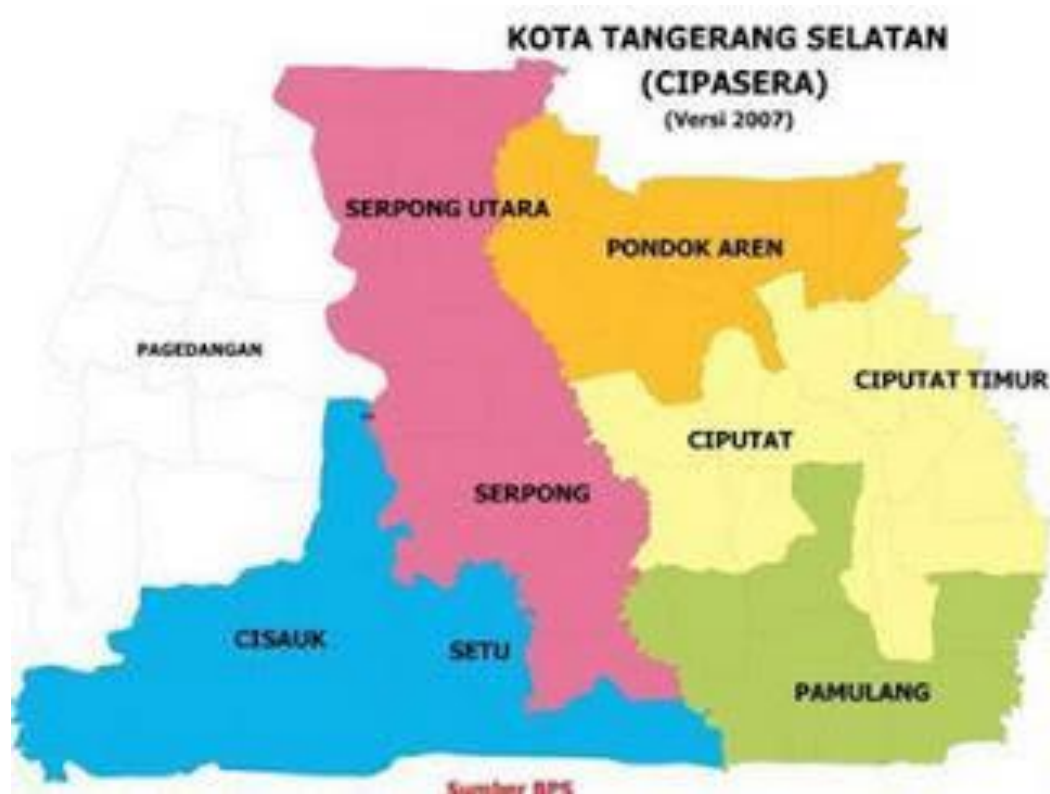 KOTA TANGERANG SELATAN
(CIPASERA)
(Versi 2007)
SERPONG UTARA
PONDOK AREN
PAGEDANGAN
CIPUTAT TIMUR
CIPUTAT
SERPONG
CISAUK
SETU
PAMULANG
Sumber BPS